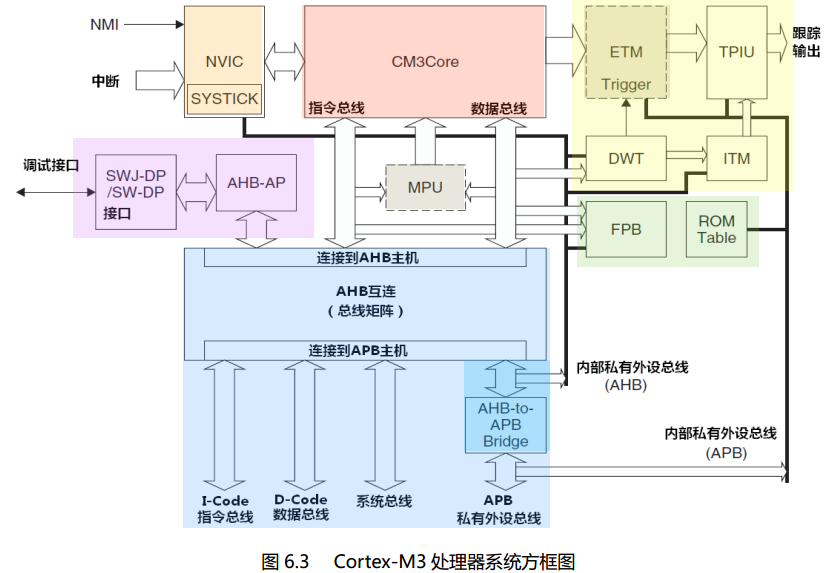 NMI
中断
NVIC
SYSTICK
CM3Core
指令总线
数据总线
ETM
Trigger
TPIU
跟踪
输出
DWT
ITM
调试接口
SWJ-DP
/SW-DP
接口
AHB-AP
MPU
FPB
ROM
Table
连接到AHB主机
AHB互连
（总线矩阵）
连接到APB主机
内部私有外设总线
(AHB)
AHB-to-
APB
Bridge
内部私有外设总线
(APB)
I-Code
指令总线
D-Code
数据总线
系统总线
APB
私有外设总线
图 6.3 Cortex-M3 处理器系统方框图